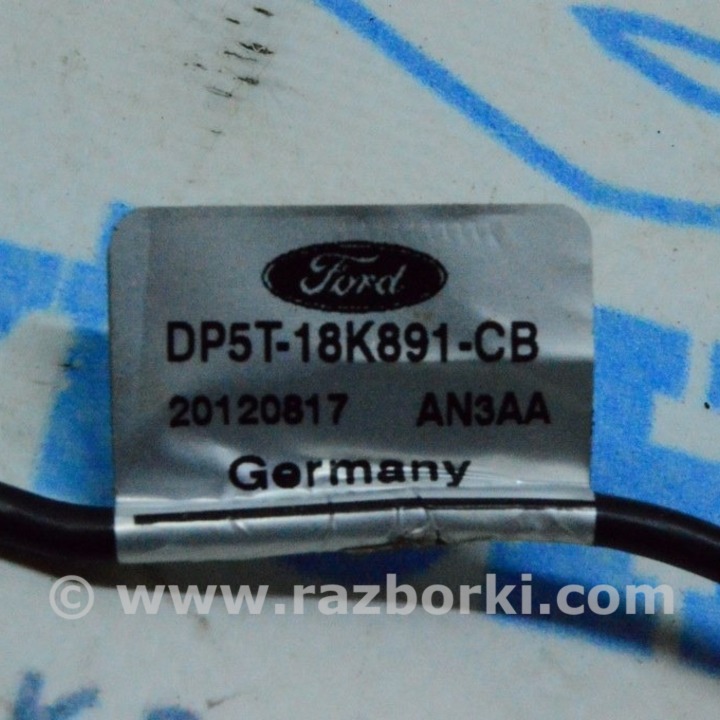 Ford
DP5T-18K891-CB
20120817 AN3AA
Germany
© www.razborki.com